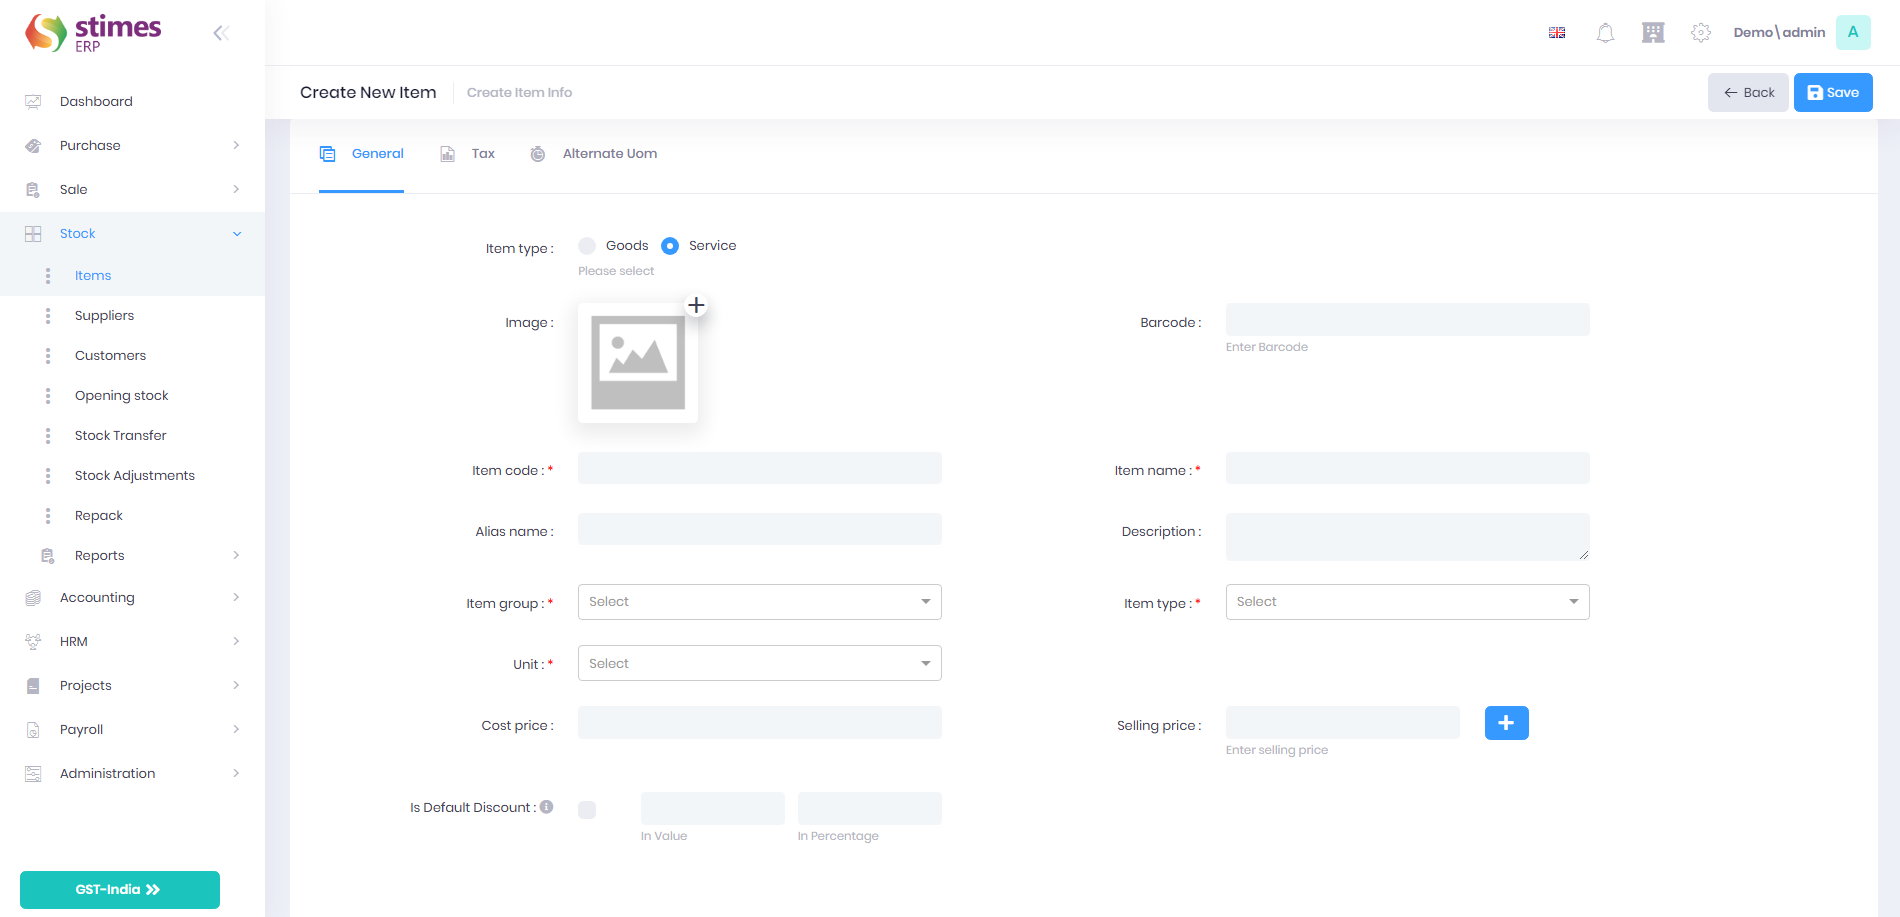 stimes
ERP
Demo\admin
A
Create New Item
Create Item Info
Back
Save
Dashboard
Purchase
Sale
Stock
Items
Suppliers
Customers
Opening stock
Stock Transfer
Stock Adjustments
Repack
Reports
Accounting
HRM
Projects
Payroll
Administration
GST-India
General
Tax
Alternate Uom
Item type :
Goods
Service
Please select
Image :
Barcode :
Enter Barcode
Item code : *
Item name : *
Alias name :
Description :
Item group : *
Select
Item type : *
Select
Unit : *
Select
Cost price :
Selling price :
Enter selling price
Is Default Discount :
In Value
In Percentage